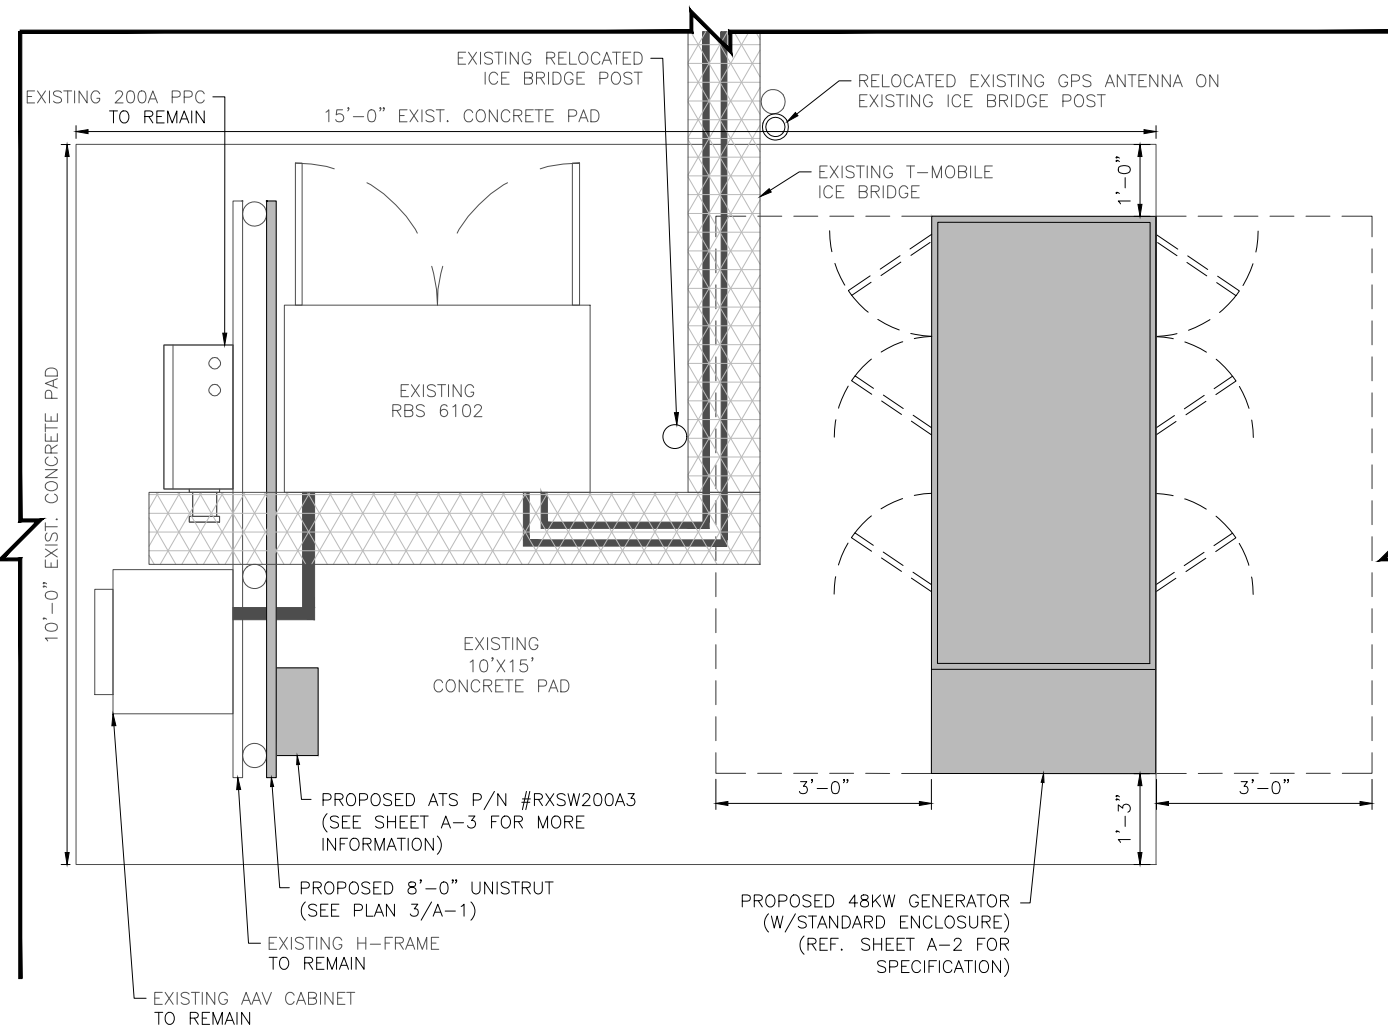 EXISTING RELOCATED
ICE BRIDGE POST
RELOCATED EXISTING GPS ANTENNA ON
EXISTING ICE BRIDGE POST
EXISTING 200A PPC
TO REMAIN
15'-0" EXIST. CONCRETE PAD
EXISTING T-MOBILE
ICE BRIDGE
1'-0"
EXISTING
RBS 6102
10'-0" EXIST. CONCRETE PAD
EXISTING
10'X15'
CONCRETE PAD
3'-0"
3'-0"
1'-3"
PROPOSED ATS P/N #RXSW200A3
(SEE SHEET A-3 FOR MORE
INFORMATION)
PROPOSED 8'-0" UNISTRUT
(SEE PLAN 3/A-1)
PROPOSED 48KW GENERATOR
(W/STANDARD ENCLOSURE)
(REF. SHEET A-2 FOR
SPECIFICATION)
EXISTING H-FRAME
TO REMAIN
EXISTING AAV CABINET
TO REMAIN